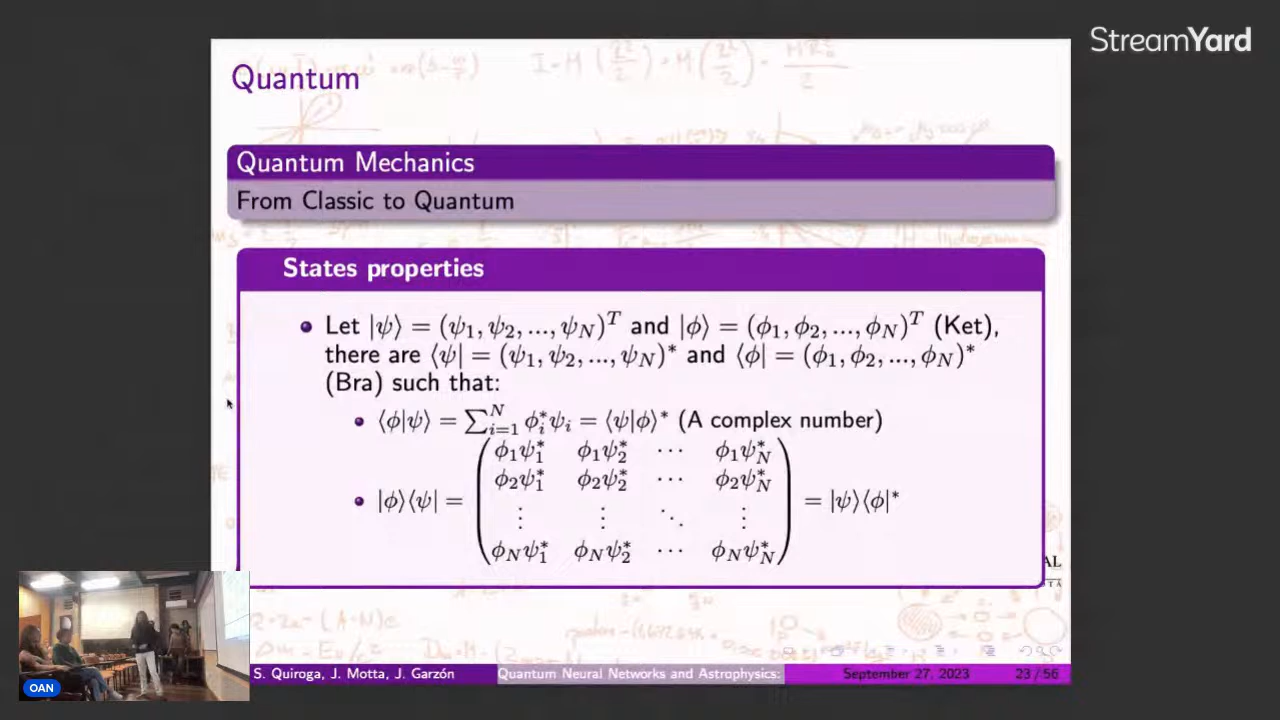 StreamYard
Quantum
Quantum Mechanics
From Classic to Quantum
States properties
Let |ψ⟩ = (ψ₁, ψ₂, ..., ψ_N)^T and |ϕ⟩ = (ϕ₁, ϕ₂, ..., ϕ_N)^T (Ket),
there are ⟨ψ| = (ψ₁, ψ₂, ..., ψ_N)* and ⟨ϕ| = (ϕ₁, ϕ₂, ..., ϕ_N)*
(Bra) such that:
⟨ϕ|ψ⟩ = ∑_{i=1}^{N} ϕ_i^* ψ_i = ⟨ψ|ϕ⟩* (A complex number)
ϕ₁ψ₁* ϕ₁ψ₂* ⋯ ϕ₁ψ_N^*
ϕ₂ψ₁* ϕ₂ψ₂* ⋯ ϕ₂ψ_N^*
|ϕ⟩⟨ψ| = ⋮ ⋮ ⋱ ⋮ = |ψ⟩⟨ϕ|*
ϕ_Nψ₁* ϕ_Nψ₂* ⋯ ϕ_Nψ_N^*
OAN
S. Quiroga, J. Motta, J. Garzón
Quantum Neural Networks and Astrophysics:
September 27, 2023
23 / 56